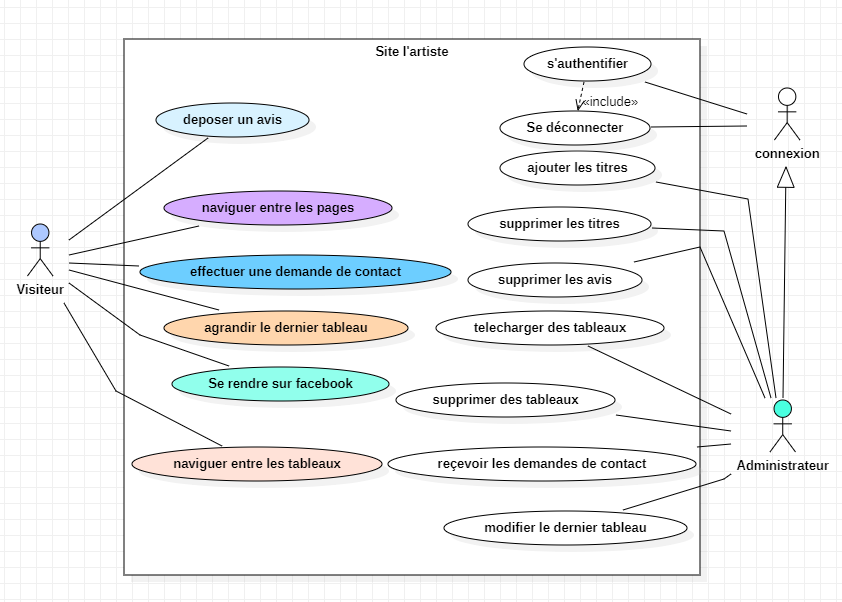 Site l'artiste
s'authentifier
«include»
deposer un avis
Se déconnecter
connexion
ajouter les titres
naviguer entre les pages
supprimer les titres
effectuer une demande de contact
supprimer les avis
Visiteur
agrandir le dernier tableau
telecharger des tableaux
Se rendre sur facebook
supprimer des tableaux
naviguer entre les tableaux
reçevoir les demandes de contact
Administrateur
modifier le dernier tableau